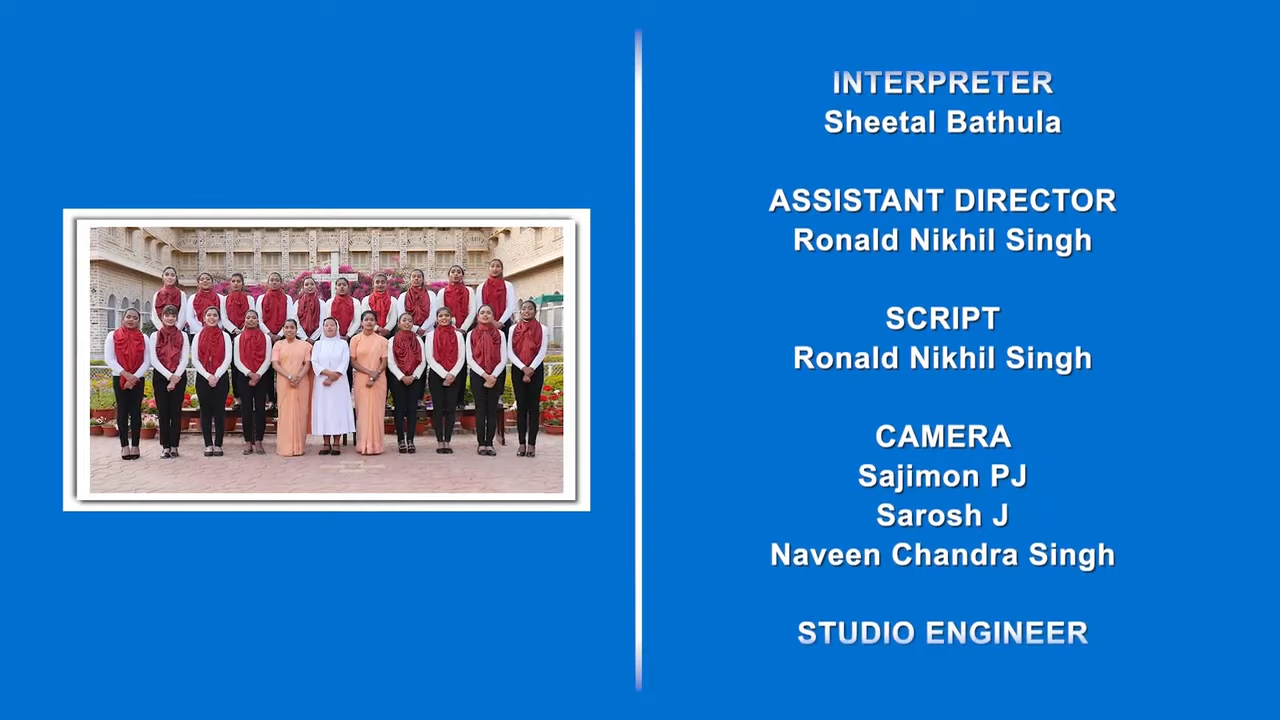 INTERPRETER
Sheetal Bathula
ASSISTANT DIRECTOR
Ronald Nikhil Singh
SCRIPT
Ronald Nikhil Singh
CAMERA
Sajimon PJ
Sarosh J
Naveen Chandra Singh
STUDIO ENGINEER